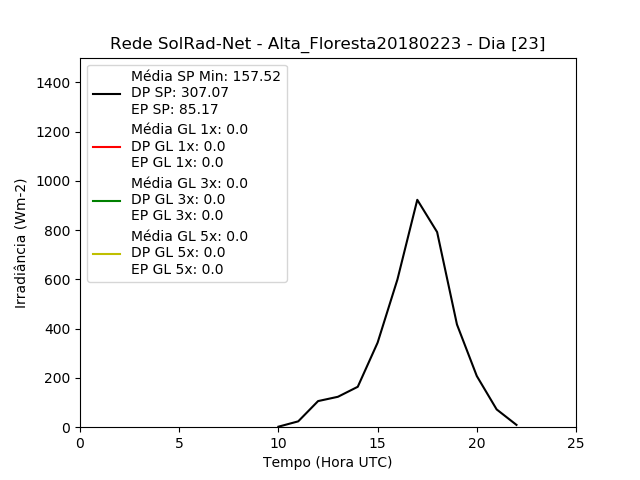 Rede SolRad-Net - Alta_Floresta20180223 - Dia [23]
Média SP Min: 157.52
DP SP: 307.07
EP SP: 85.17
Média GL 1x: 0.0
DP GL 1x: 0.0
EP GL 1x: 0.0
Média GL 3x: 0.0
DP GL 3x: 0.0
EP GL 3x: 0.0
Média GL 5x: 0.0
DP GL 5x: 0.0
EP GL 5x: 0.0
Irradiância (Wm-2)
1400
1200
1000
800
600
400
200
0
0 5 10 15 20 25
Tempo (Hora UTC)